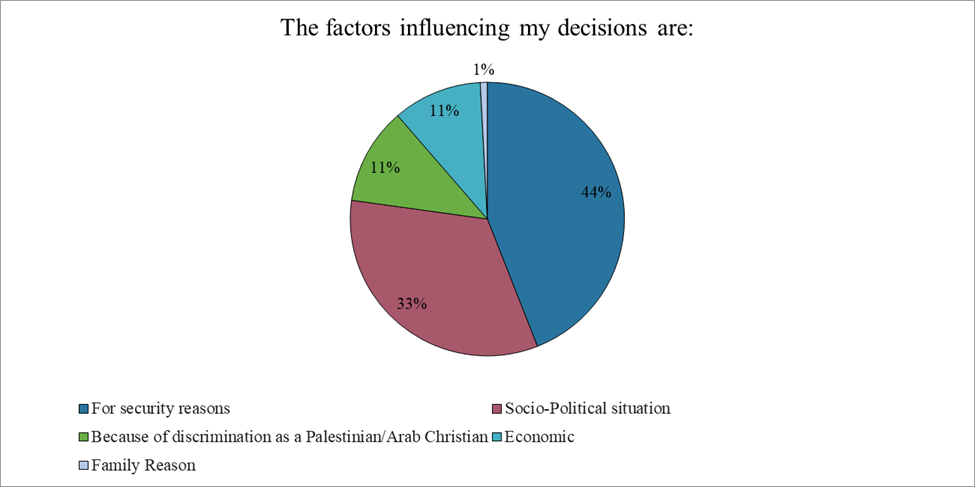 The factors influencing my decisions are:
1%
11%
11%
44%
33%
For security reasons
Socio-Political situation
Because of discrimination as a Palestinian/Arab Christian
Economic
Family Reason